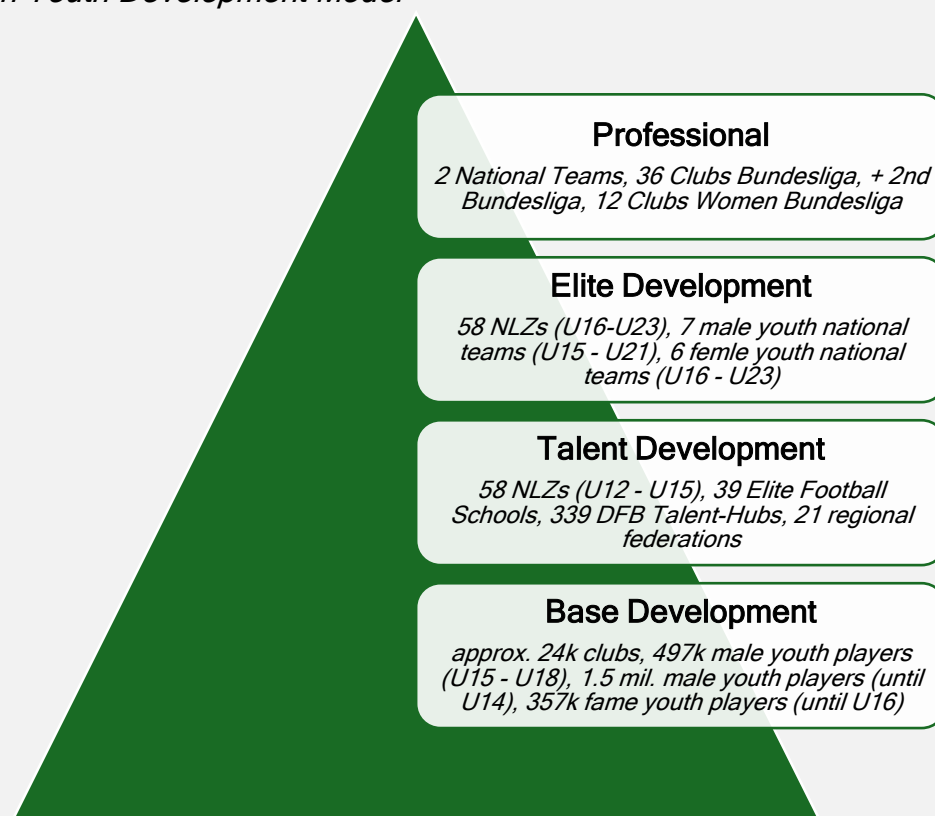 Youth Development Model
Professional
2 National Teams, 36 Clubs Bundesliga, + 2nd
Bundesliga, 12 Clubs Women Bundesliga
Elite Development
58 NLZs (U16-U23), 7 male youth national
teams (U15 - U21), 6 femle youth national
teams (U16 - U23)
Talent Development
58 NLZs (U12 - U15), 39 Elite Football
Schools, 339 DFB Talent-Hubs, 21 regional
federations
Base Development
approx. 24k clubs, 497k male youth players
(U15 - U18), 1.5 mil. male youth players (until
U14), 357k fame youth players (until U16)